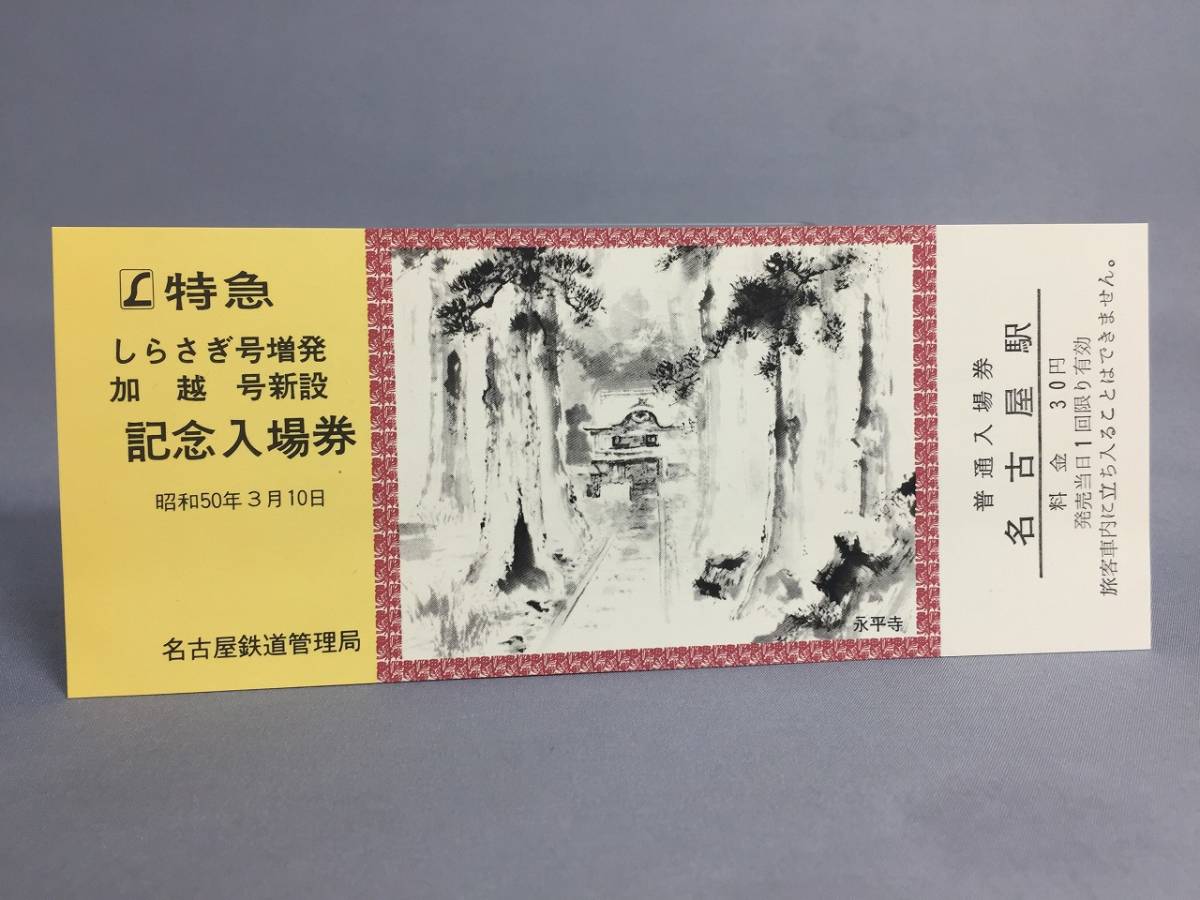 L特急
しらさぎ号増発
加越号新設
記念入場券
昭和50年3月10日
名古屋鉄道管理局
永平寺
普通入場券
名古屋駅
料金 30円
発売当日1回限り有効
旅客車内に立ち入ることはできません。